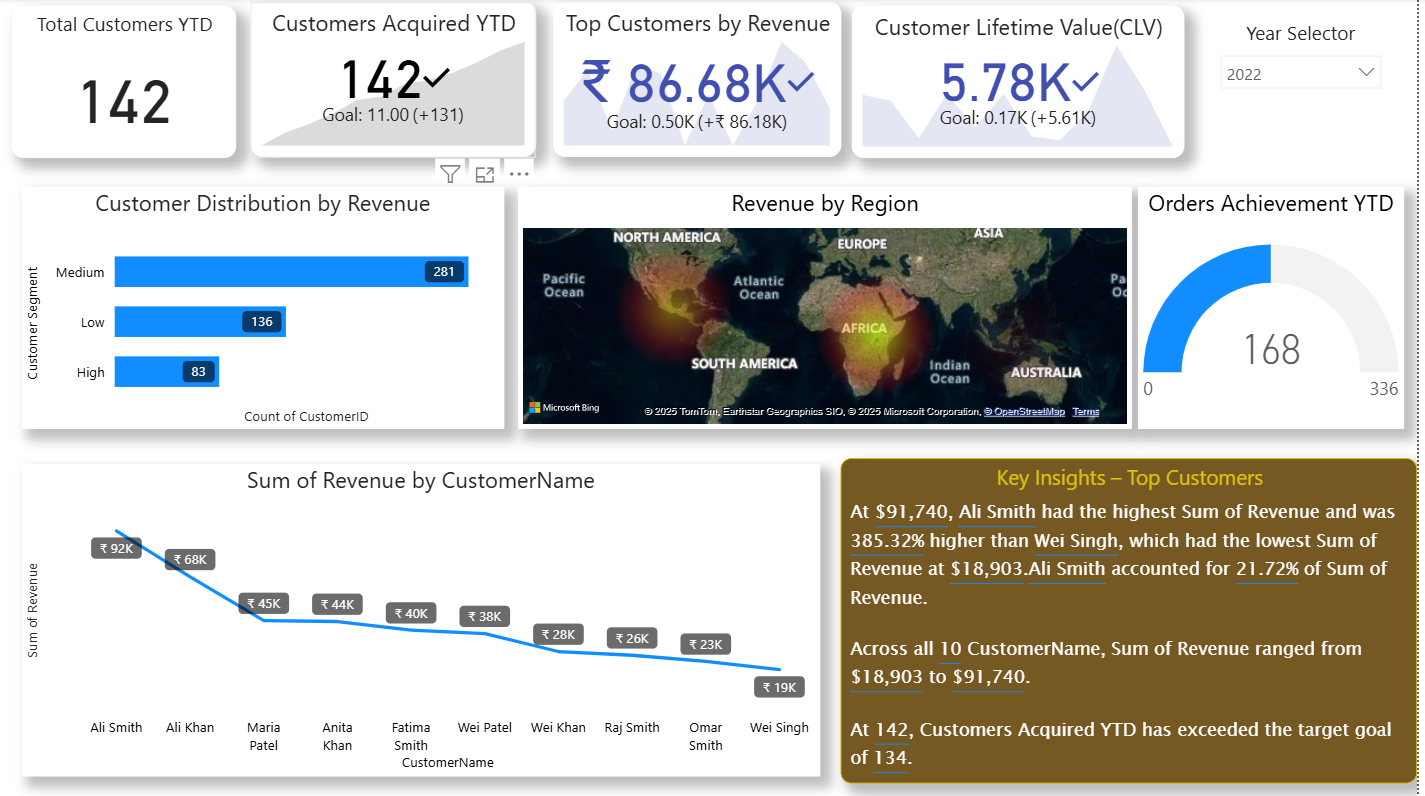 Total Customers YTD
142
Customers Acquired YTD
142
Goal: 11.00 (+131)
Top Customers by Revenue
₹ 86.68K
Goal: 0.50K (+₹ 86.18K)
Customer Lifetime Value(CLV)
5.78K
Goal: 0.17K (+5.61K)
Year Selector
2022
Customer Distribution by Revenue
Customer Segment
Medium
281
Low
136
High
83
Count of CustomerID
Revenue by Region
NORTH AMERICA
EUROPE
ASIA
Pacific
Ocean
Atlantic
Ocean
Pa
Oc
AFRICA
SOUTH AMERICA
Indian
Ocean
AUSTRALIA
Microsoft Bing
© 2025 TomTom, Earthstar Geographics SIO, © 2025 Microsoft Corporation, © OpenStreetMap Terms
Orders Achievement YTD
168
0
336
Sum of Revenue by CustomerName
Sum of Revenue
₹ 92K
₹ 68K
₹ 45K
₹ 44K
₹ 40K
₹ 38K
₹ 28K
₹ 26K
₹ 23K
₹ 19K
Ali Smith
Ali Khan
Maria
Patel
Anita
Khan
Fatima
Smith
Wei Patel
Wei Khan
Raj Smith
Omar
Smith
Wei Singh
CustomerName
Key Insights – Top Customers
At $91,740, Ali Smith had the highest Sum of Revenue and was
385.32% higher than Wei Singh, which had the lowest Sum of
Revenue at $18,903.Ali Smith accounted for 21.72% of Sum of
Revenue.
Across all 10 CustomerName, Sum of Revenue ranged from
$18,903 to $91,740.
At 142, Customers Acquired YTD has exceeded the target goal
of 134.